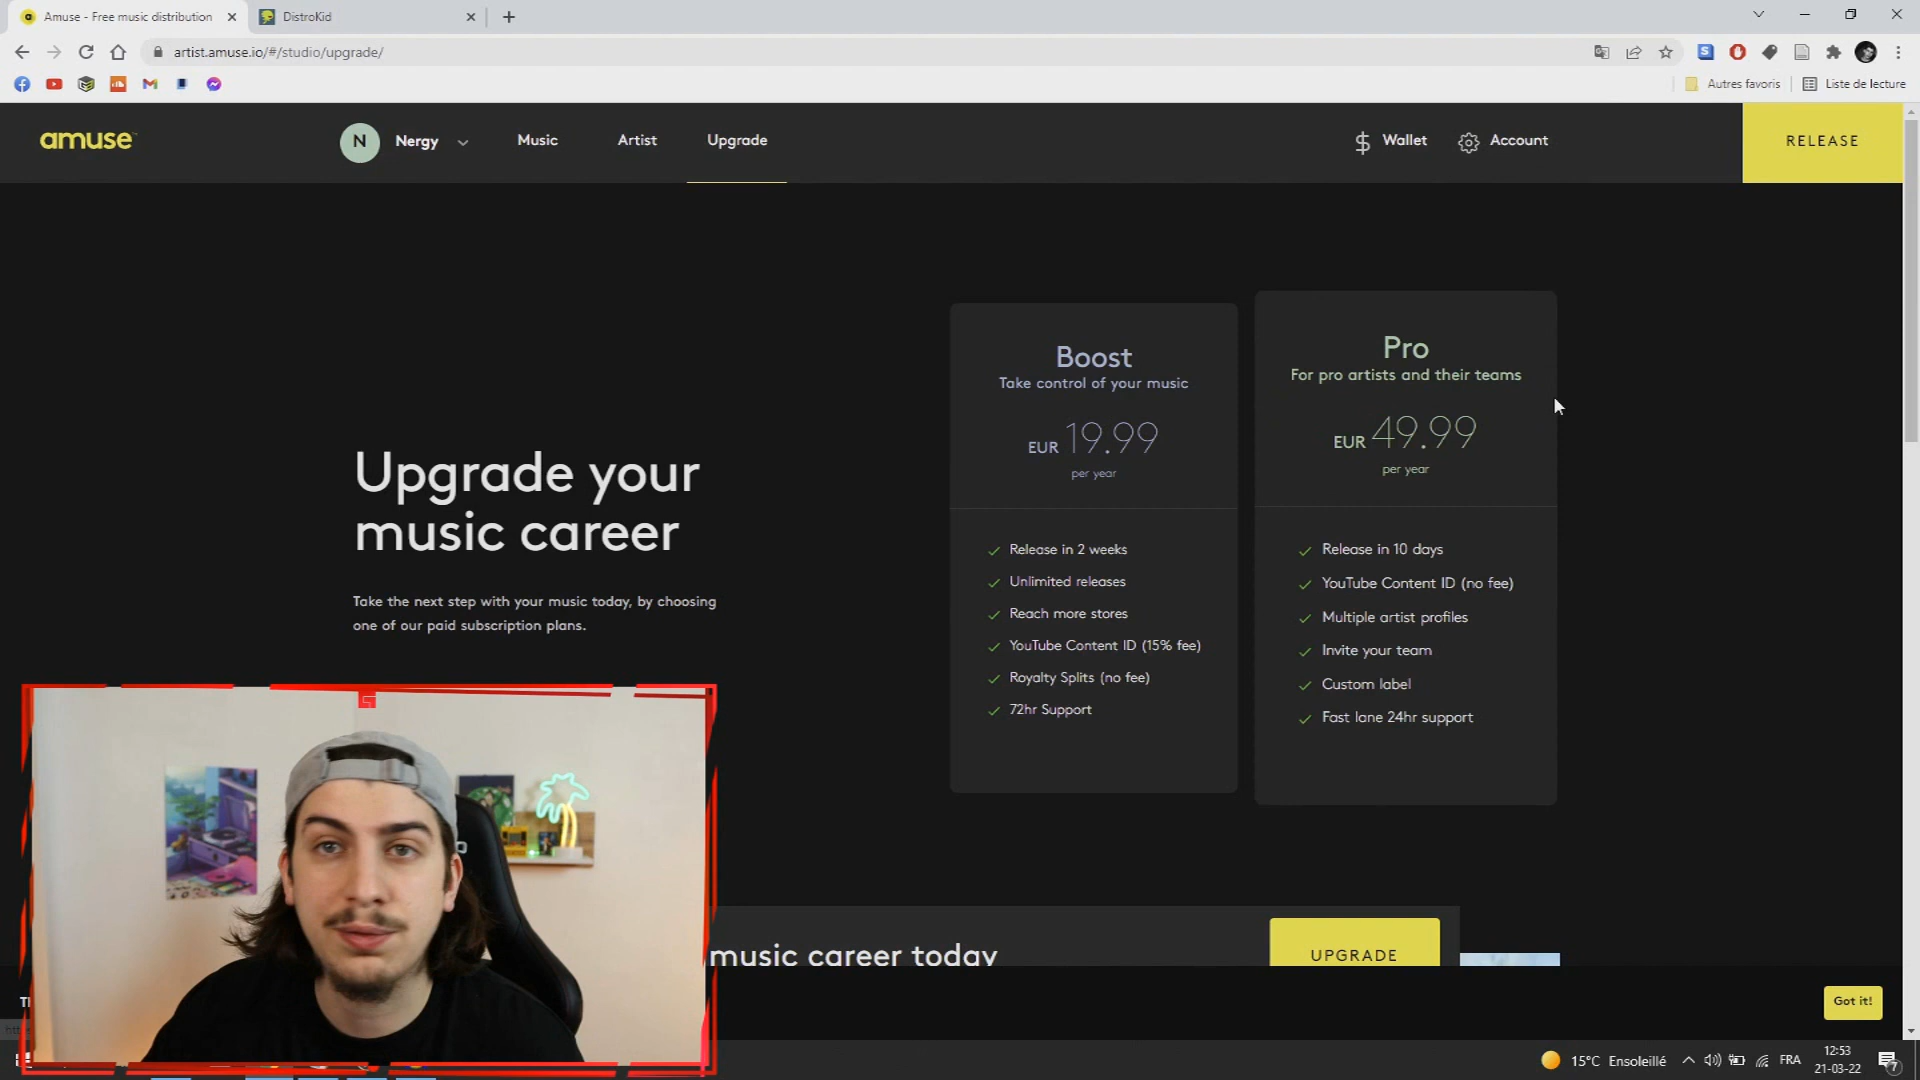 Amuse - Free music distribution
DistroKid
artist.amuse.io/#/studio/upgrade/
Autres favoris
Liste de lecture
amuse
N
Nergy
Music
Artist
Upgrade
Wallet
Account
RELEASE
Upgrade your
music career
Take the next step with your music today, by choosing
one of our paid subscription plans.
Boost
Take control of your music
EUR 19.99
per year
Release in 2 weeks
Unlimited releases
Reach more stores
YouTube Content ID (15% fee)
Royalty Splits (no fee)
72hr Support
Pro
For pro artists and their teams
EUR 49.99
per year
Release in 10 days
YouTube Content ID (no fee)
Multiple artist profiles
Invite your team
Custom label
Fast lane 24hr support
music career today
UPGRADE
Got it!
15°C Ensoleillé
FRA
12:53
21-03-22
7